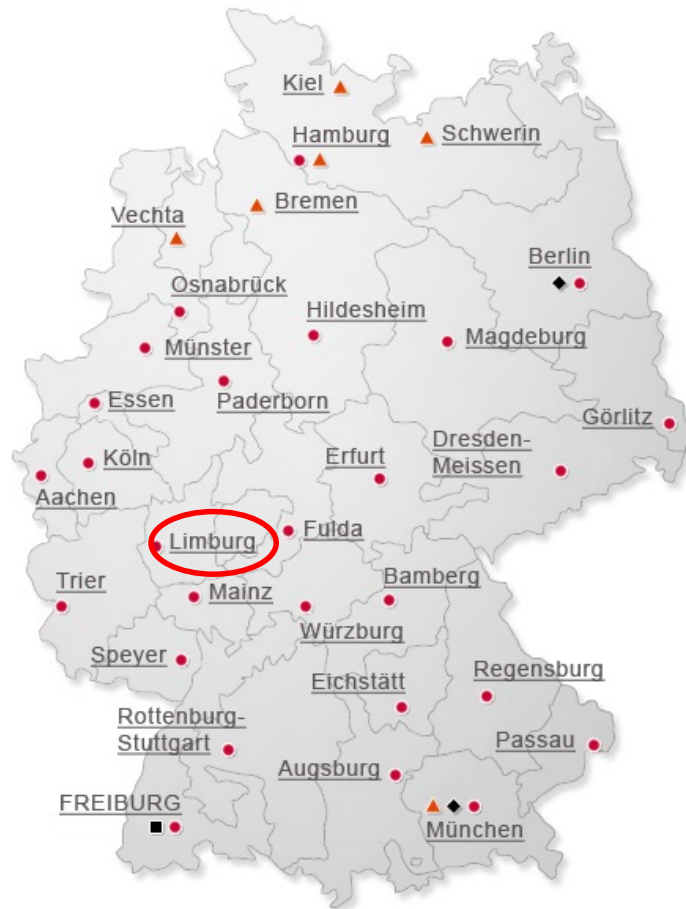 Kiel
Hamburg
Schwerin
Bremen
Vechta
Berlin
Osnabrück
Hildesheim
Magdeburg
Münster
Paderborn
Essen
Görlitz
Dresden-
Meissen
Köln
Erfurt
Aachen
Limburg
Fulda
Trier
Mainz
Bamberg
Würzburg
Speyer
Eichstätt
Regensburg
Rottenburg-
Stuttgart
Passau
Augsburg
FREIBURG
München